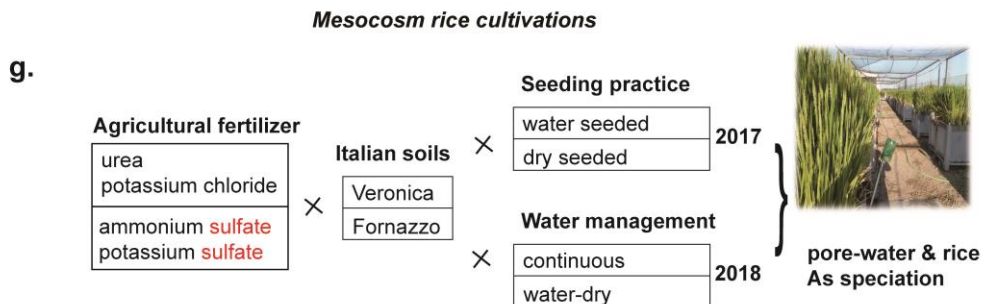 Mesocosm rice cultivations
g.
Agricultural fertilizer
urea
potassium chloride
ammonium sulfate
potassium sulfate
×
Italian soils
Veronica
Fornazzo
×
Seeding practice
water seeded
dry seeded
2017
×
Water management
continuous
water-dry
2018
pore-water & rice
As speciation